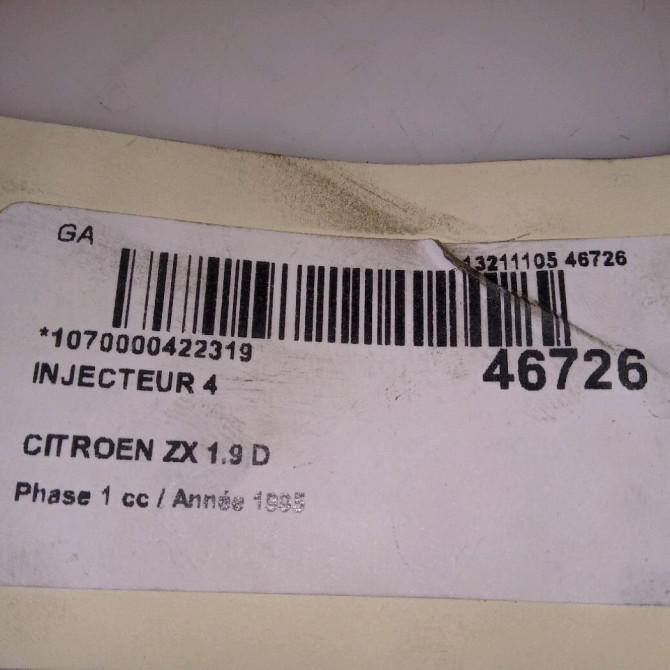 GA
13211105 46726
*1070000422319
46726
INJECTEUR 4
CITROEN ZX 1.9 D
Phase 1 cc / Année 1995